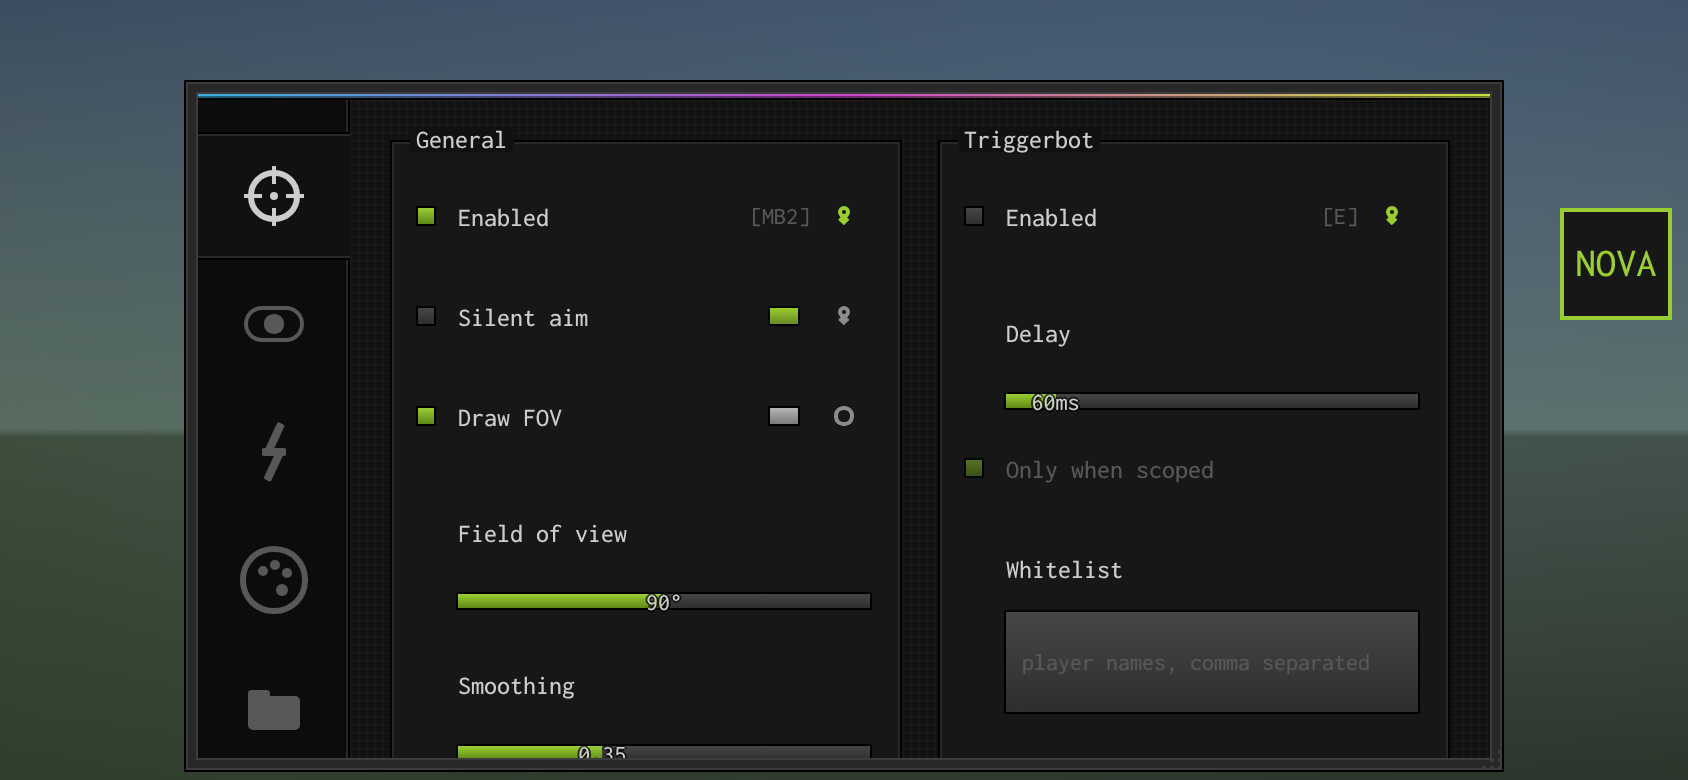 General
Enabled [MB2]
Silent aim
Draw FOV
Field of view
90°
Smoothing
0.35
Triggerbot
Enabled [E]
Delay
60ms
Only when scoped
Whitelist
player names, comma separated
NOVA